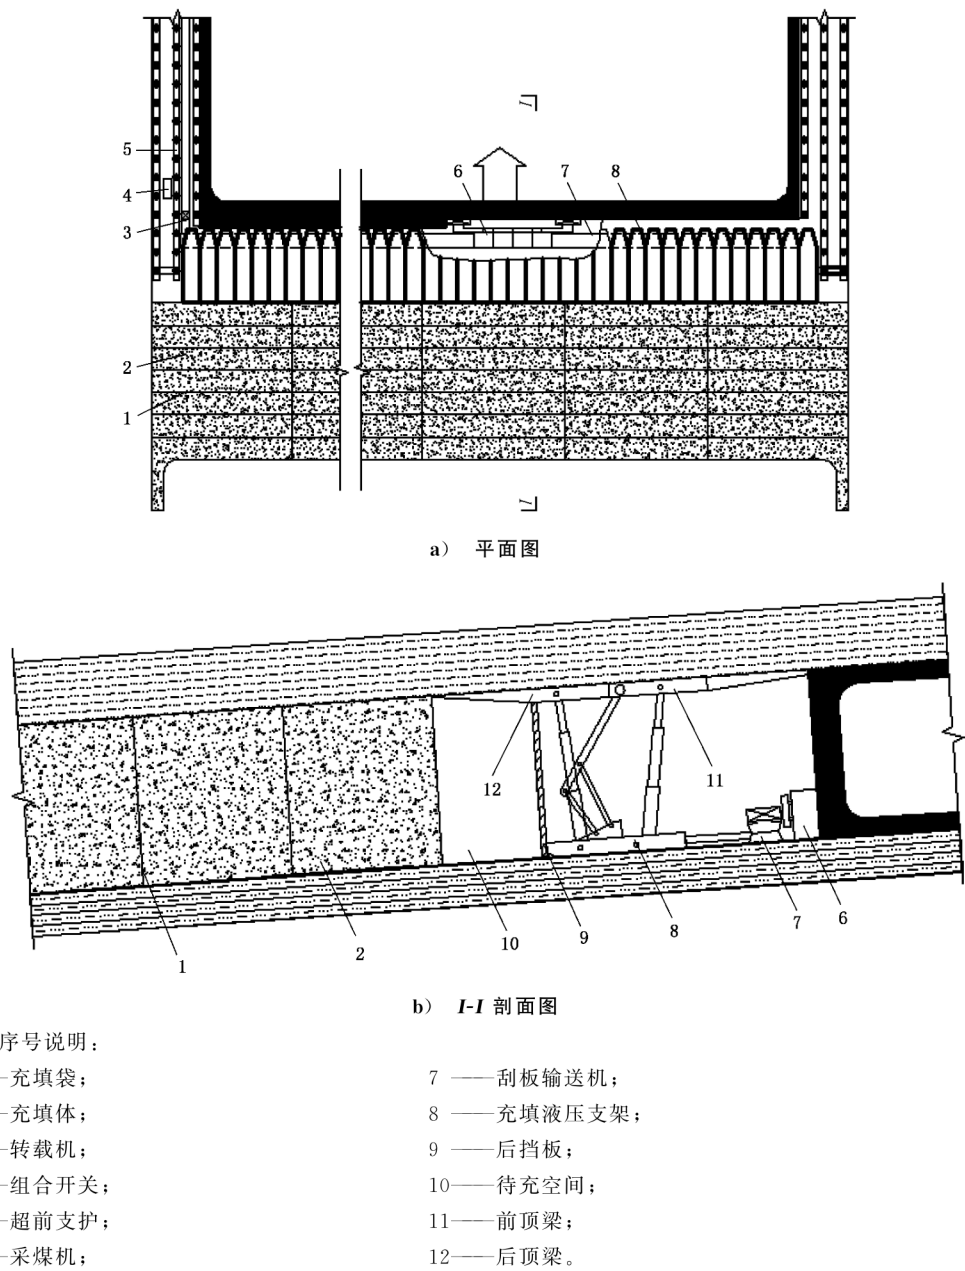 5
4
3
6
7
8
2
1
I
I
a） 平面图
12
11
10
9
8
7
6
1
2
b） I-I 剖面图
序号说明：
—充填袋；
7 ——刮板输送机；
—充填体；
8 ——充填液压支架；
—转载机；
9 ——后挡板；
—组合开关；
10——待充空间；
—超前支护；
11——前顶梁；
—采煤机；
12——后顶梁。